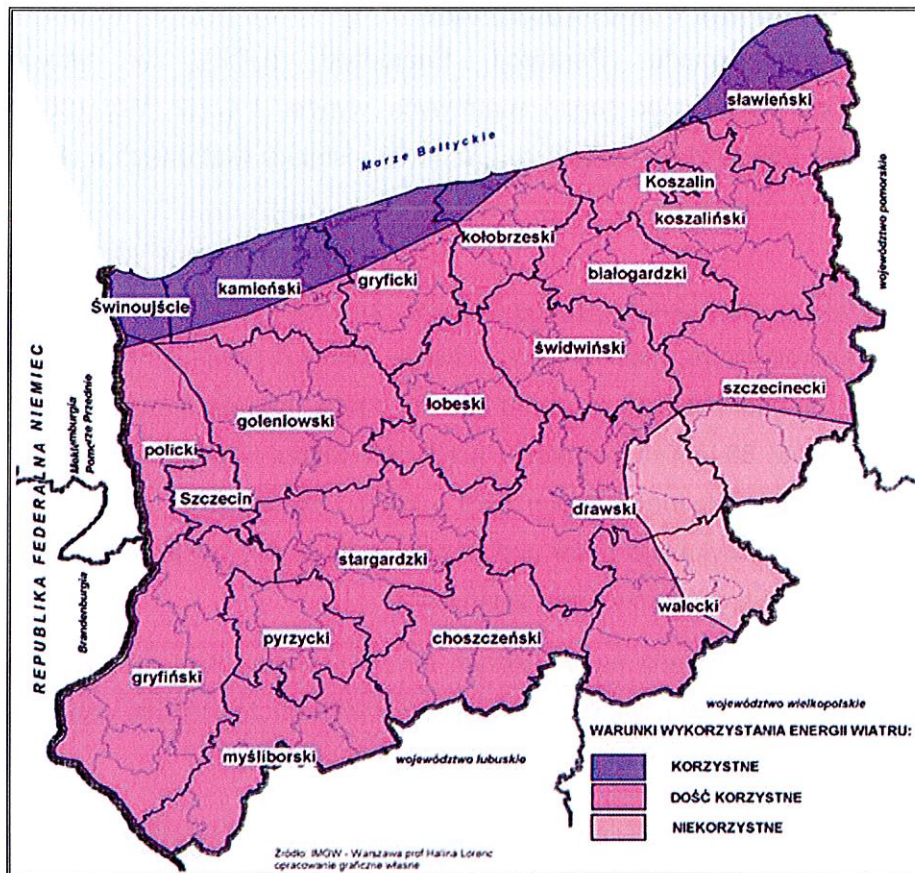 sławieński
Morze Bałtyckie
województwo pomorskie
Koszalin
koszaliński
kołobrzeski
białogardzki
gryficki
kamieński
Świnoujście
świdwiński
szczecinecki
łobeski
goleniowski
policki
Szczecin
drawski
stargardzki
wałecki
pyrzycki
choszczeński
gryfiński
myśliborski
REPUBLIKA FEDERALNA NIEMIEC
Meklemburgia
Pomorze Przednie
Brandenburgia
województwo lubuskie
województwo wielkopolskie
WARUNKI WYKORZYSTANIA ENERGII WIATRU:
KORZYSTNE
DOŚĆ KORZYSTNE
NIEKORZYSTNE
Źródło: IMGW - Warszawa prof Halina Lorenc
opracowanie graficzne własne